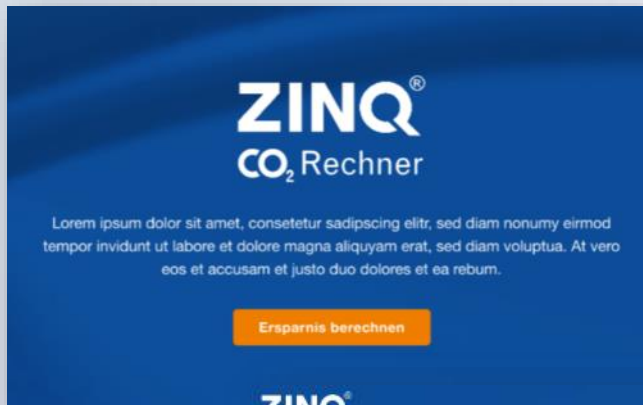 ZINQ®
CO₂ Rechner
Lorem ipsum dolor sit amet, consetetur sadipscing elitr, sed diam nonumy eirmod
tempor invidunt ut labore et dolore magna aliquyam erat, sed diam voluptua. At vero
eos et accusam et justo duo dolores et ea rebum.
Ersparnis berechnen
ZINQ®